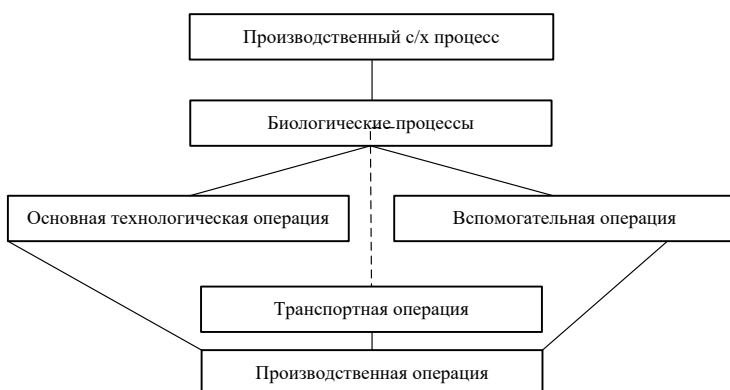 Производственный с/х процесс
Биологические процессы
Основная технологическая операция
Вспомогательная операция
Транспортная операция
Производственная операция